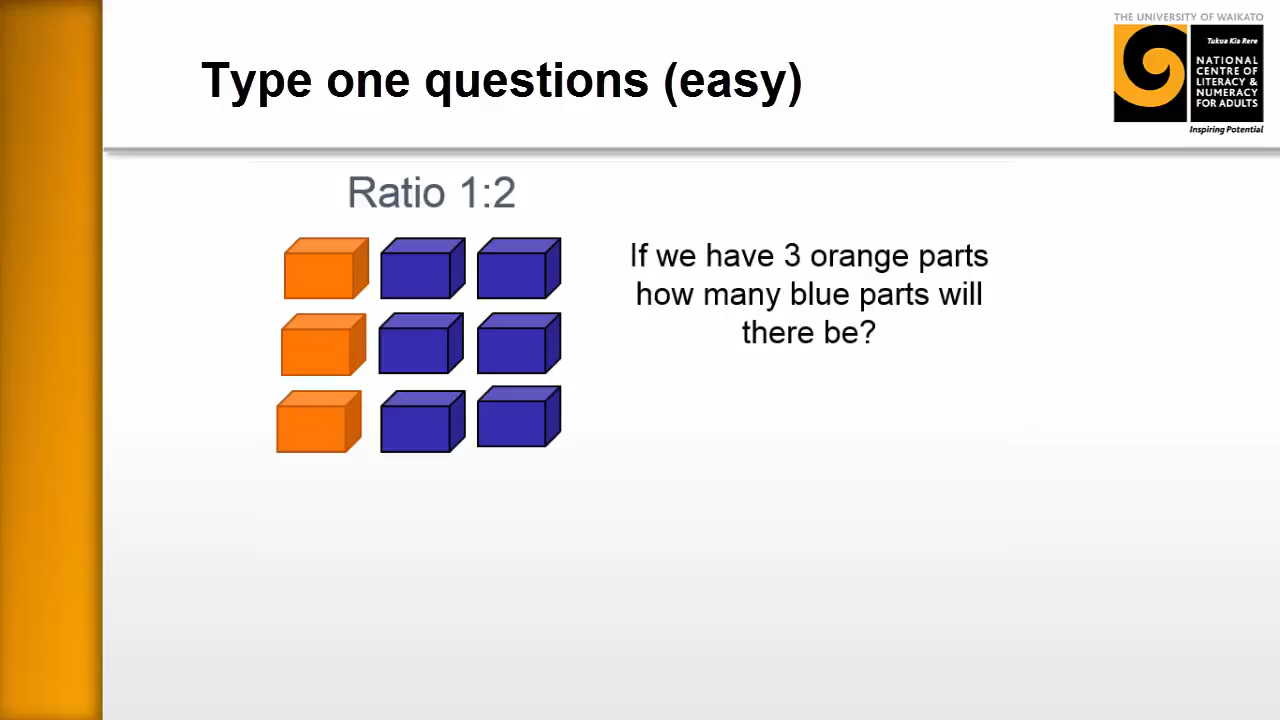 THE UNIVERSITY OF WAIKATO
Tukua Kia Rere
NATIONAL
CENTRE OF
LITERACY &
NUMERACY
FOR ADULTS
Inspiring Potential
Type one questions (easy)
Ratio 1:2
If we have 3 orange parts
how many blue parts will
there be?